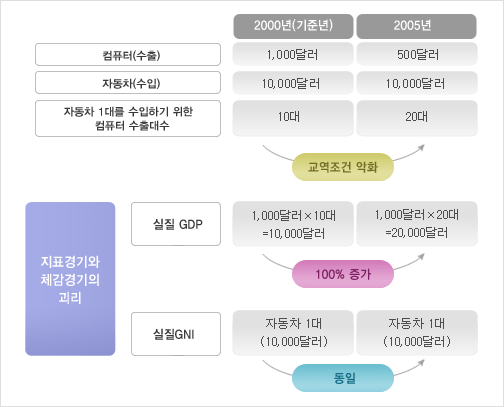 2000년(기준년) 2005년
컴퓨터(수출) 1,000달러 500달러
자동차(수입) 10,000달러 10,000달러
자동차 1대를 수입하기 위한
컴퓨터 수출대수 10대 20대
교역조건 악화
지표경기와
체감경기의
괴리
실질 GDP
1,000달러×10대
=10,000달러
1,000달러×20대
=20,000달러
100% 증가
실질GNI
자동차 1대
(10,000달러)
자동차 1대
(10,000달러)
동일